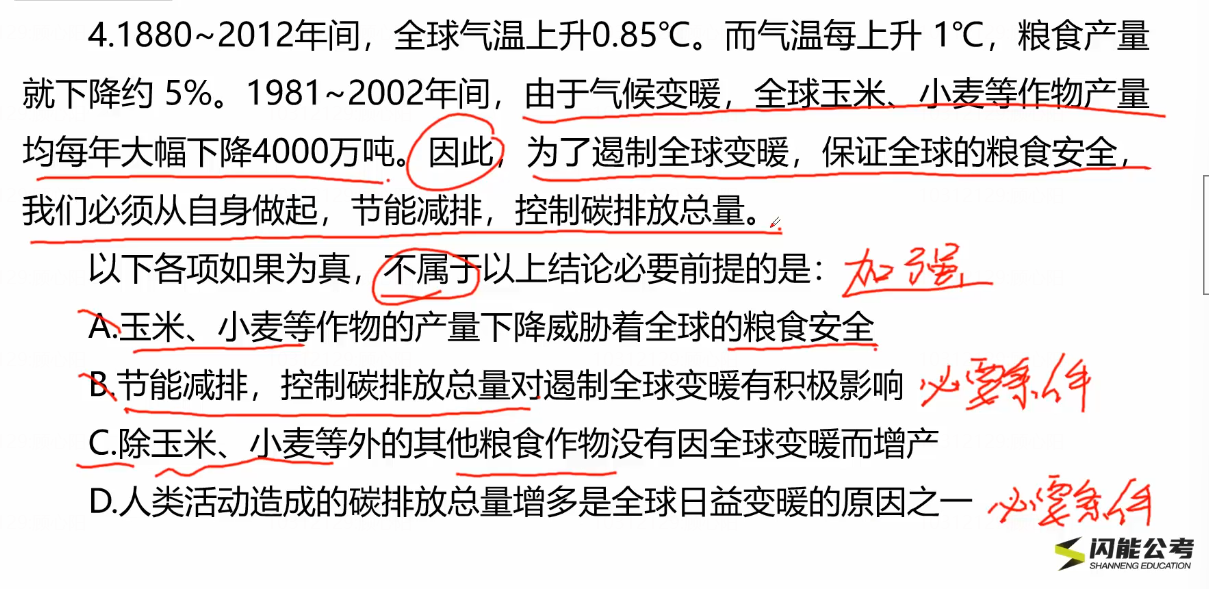 4.1880~2012年间，全球气温上升0.85℃。而气温每上升 1℃，粮食产量
就下降约 5%。1981~2002年间，由于气候变暖，全球玉米、小麦等作物产量
均每年大幅下降4000万吨。因此，为了遏制全球变暖，保证全球的粮食安全，
我们必须从自身做起，节能减排，控制碳排放总量。
以下各项如果为真，不属于以上结论必要前提的是： 加强
A.玉米、小麦等作物的产量下降威胁着全球的粮食安全
B.节能减排，控制碳排放总量对遏制全球变暖有积极影响 必要条件
C.除玉米、小麦等外的其他粮食作物没有因全球变暖而增产
D.人类活动造成的碳排放总量增多是全球日益变暖的原因之一 必要条件
闪能公考
SHANNENG EDUCATION